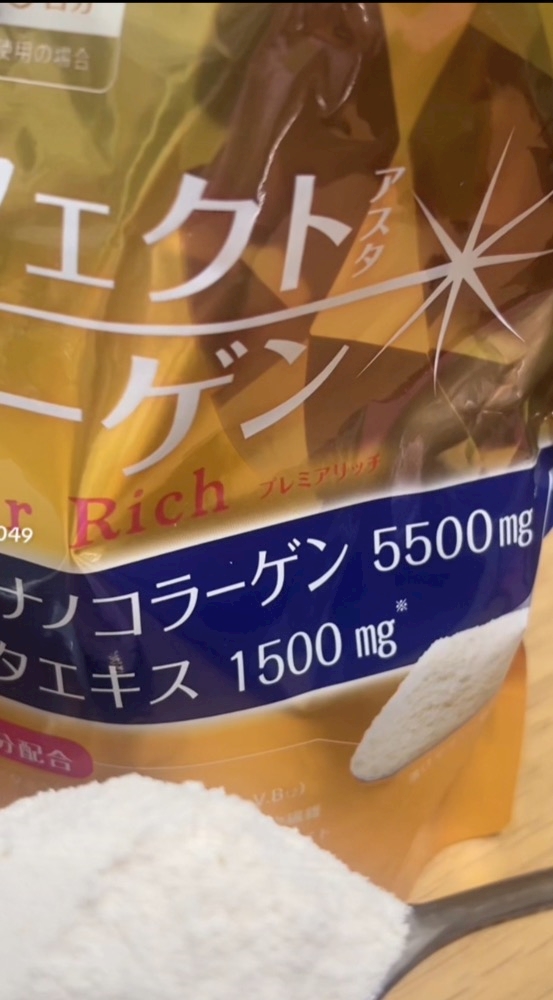 日分
使用の場合
ェクト
アスタ
ーゲン
r Rich プレミアリッチ
049
ナノコラーゲン 5500mg
タエキス 1500mg※
分配合
V.B